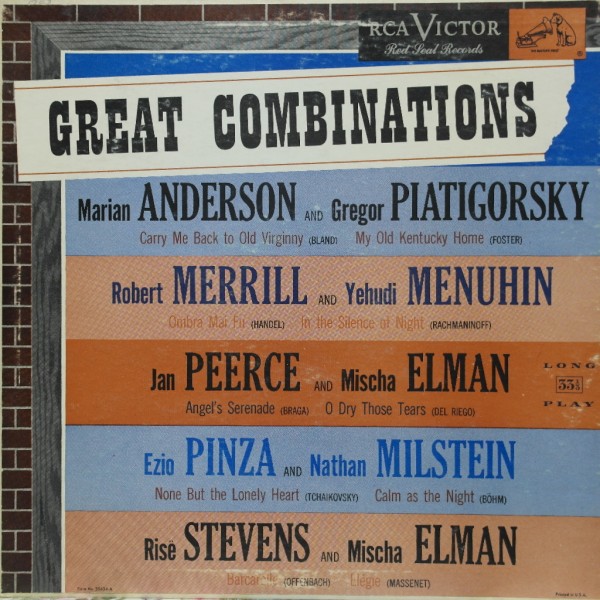 RCA VICTOR
Red Seal Records
GREAT COMBINATIONS
Marian ANDERSON AND Gregor PIATIGORSKY
Carry Me Back to Old Virginny (BLAND) My Old Kentucky Home (FOSTER)
Robert MERRILL AND Yehudi MENUHIN
Ombra Mai Fu (HANDEL) In the Silence of Night (RACHMANINOFF)
Jan PEERCE AND Mischa ELMAN
Angel's Serenade (BRAGA) O Dry Those Tears (DEL RIEGO)
LONG
33⅓
PLAY
Ezio PINZA AND Nathan MILSTEIN
None But the Lonely Heart (TCHAIKOVSKY) Calm as the Night (BÖHM)
Risë STEVENS AND Mischa ELMAN
Barcarolle (OFFENBACH) Elégie (MASSENET)
Printed in U.S.A.